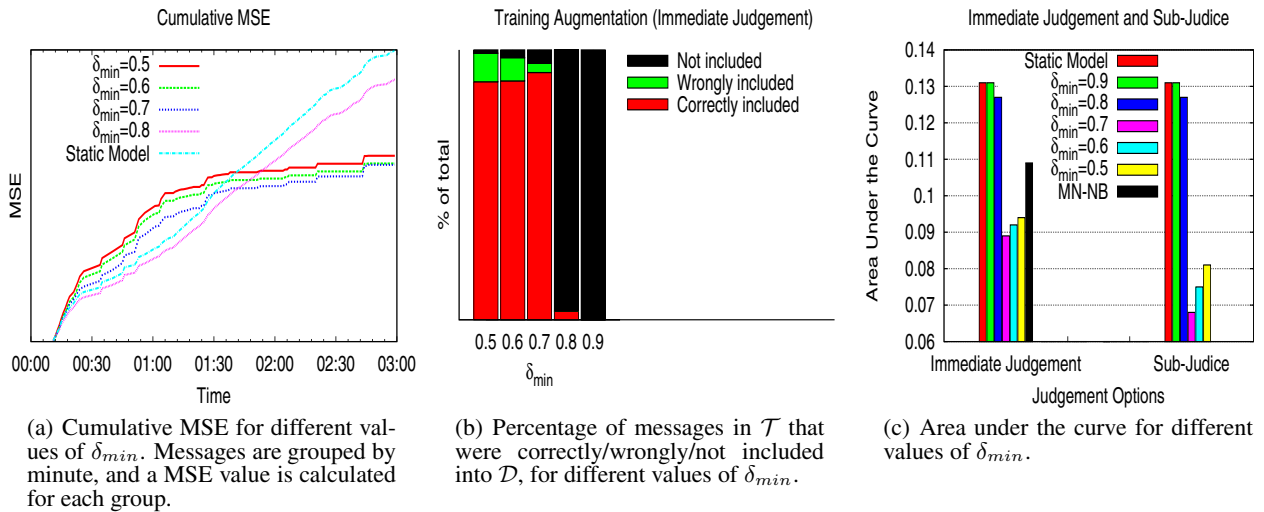 Cumulative MSE
MSE
δmin=0.5
δmin=0.6
δmin=0.7
δmin=0.8
Static Model
00:00 00:30 01:00 01:30 02:00 02:30 03:00
Time
(a) Cumulative MSE for different val-
ues of δmin. Messages are grouped by
minute, and a MSE value is calculated
for each group.
Training Augmentation (Immediate Judgement)
% of total
Not included
Wrongly included
Correctly included
0.5 0.6 0.7 0.8 0.9
δmin
(b) Percentage of messages in 𝒯 that
were correctly/wrongly/not included
into 𝒟, for different values of δmin.
Immediate Judgement and Sub-Judice
Area Under the Curve
0.14
0.13
0.12
0.11
0.1
0.09
0.08
0.07
0.06
Static Model
δmin=0.9
δmin=0.8
δmin=0.7
δmin=0.6
δmin=0.5
MN-NB
Immediate Judgement Sub-Judice
Judgement Options
(c) Area under the curve for different
values of δmin.